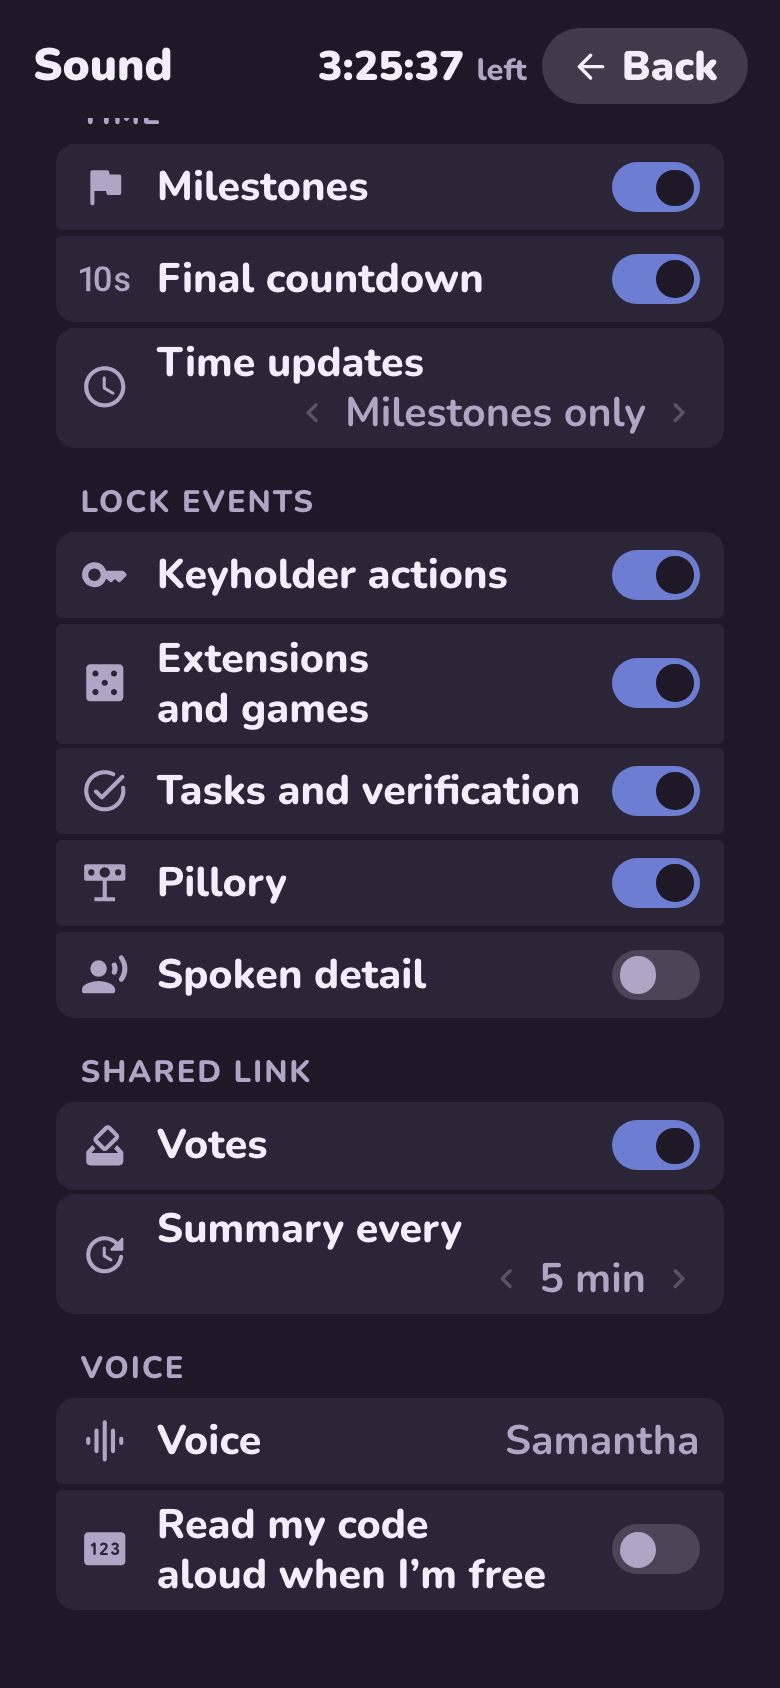 Sound
3:25:37 left
Back
Milestones
10s Final countdown
Time updates
Milestones only
LOCK EVENTS
Keyholder actions
Extensions
and games
Tasks and verification
Pillory
Spoken detail
SHARED LINK
Votes
Summary every
5 min
VOICE
Voice
Samantha
123
Read my code
aloud when I’m free